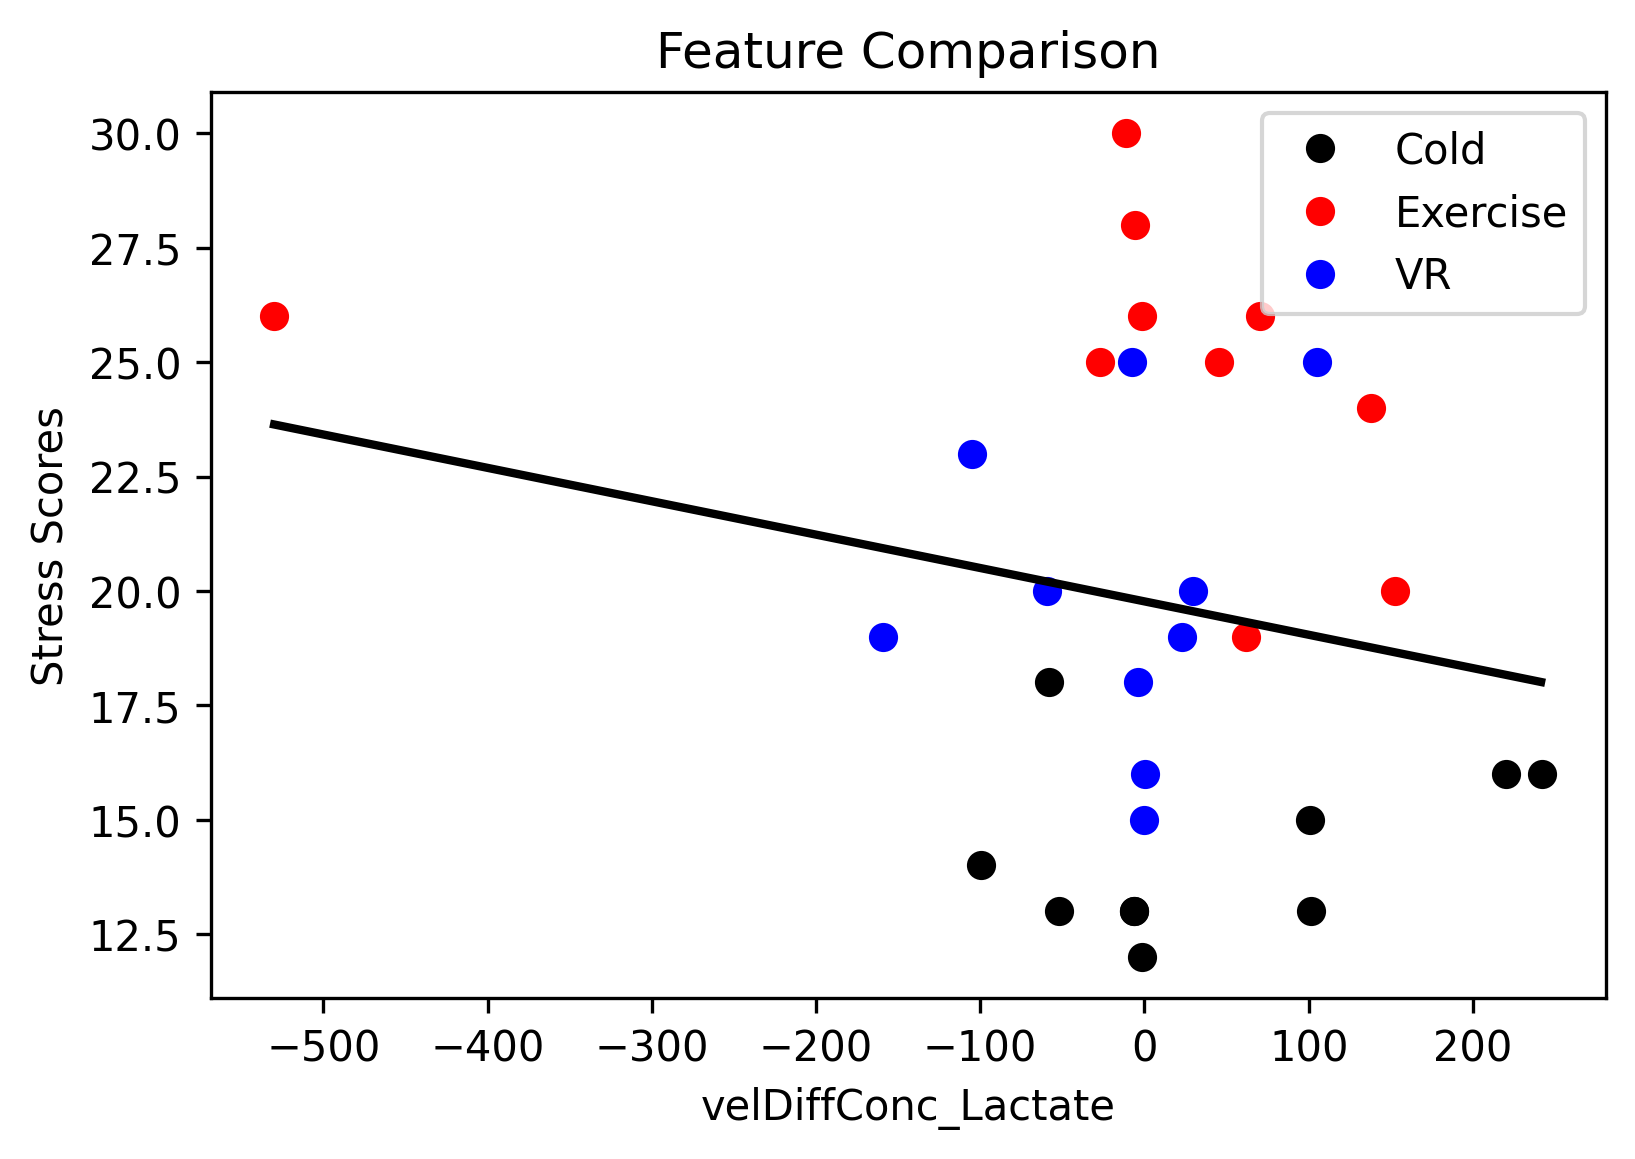 Feature Comparison
30.0
27.5
25.0
22.5
20.0
17.5
15.0
12.5
Stress Scores
Cold
Exercise
VR
−500 −400 −300 −200 −100 0 100 200
velDiffConc_Lactate